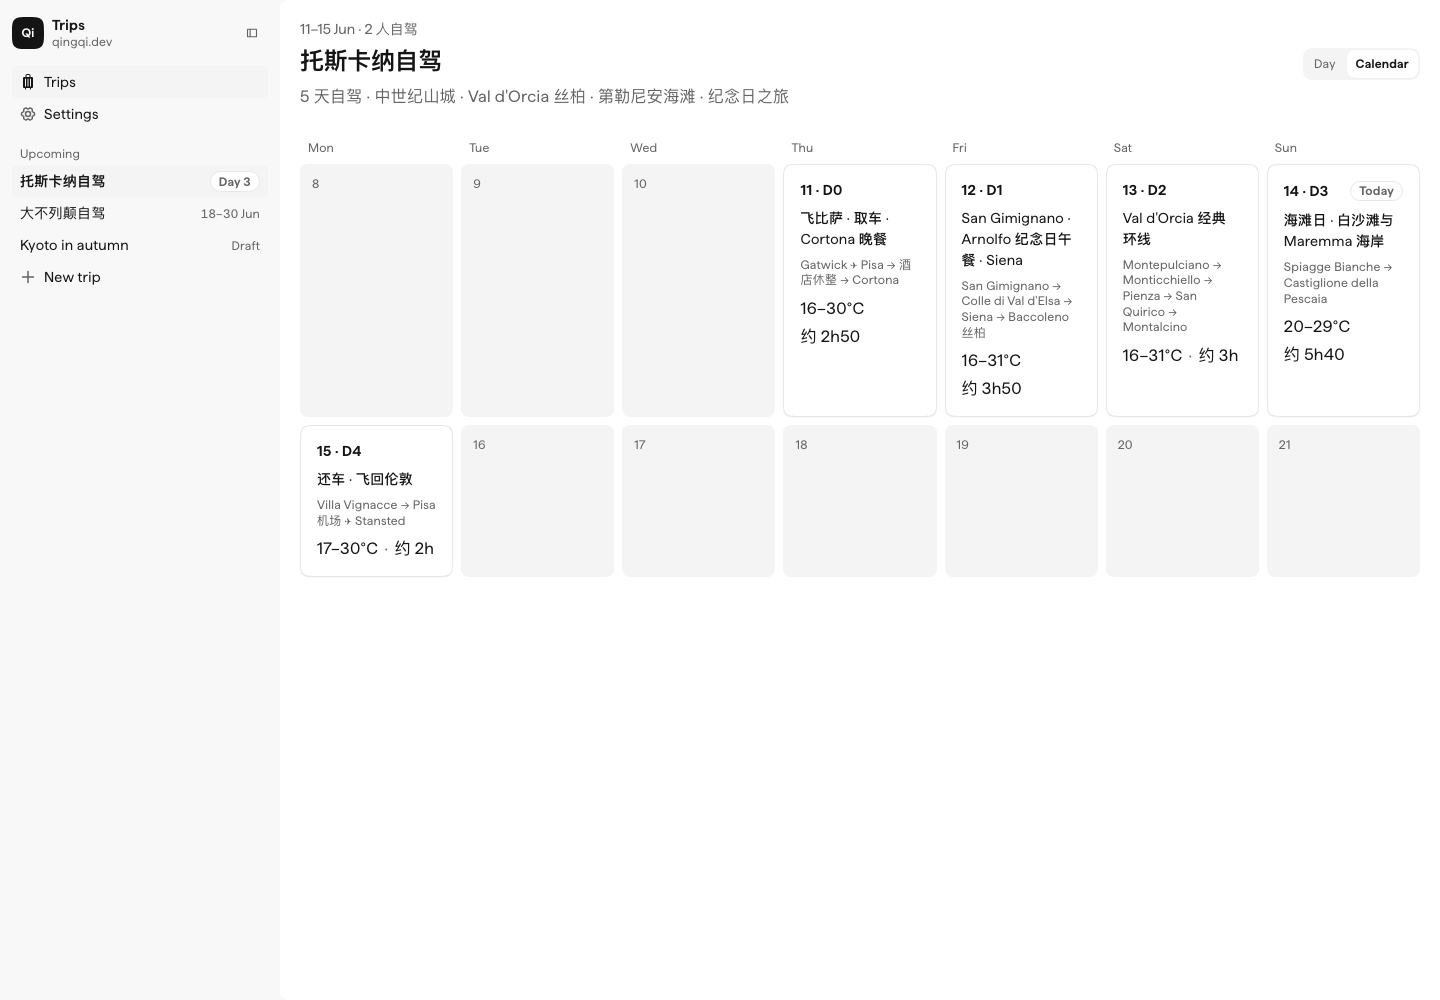 Qi
Trips
qingqi.dev
Trips
Settings
Upcoming
托斯卡纳自驾 Day 3
大不列颠自驾 18–30 Jun
Kyoto in autumn Draft
New trip
11–15 Jun · 2 人自驾
托斯卡纳自驾
Day Calendar
5 天自驾 · 中世纪山城 · Val d'Orcia 丝柏 · 第勒尼安海滩 · 纪念日之旅
Mon Tue Wed Thu Fri Sat Sun
8
9
10
11 · D0
飞比萨 · 取车 ·
Cortona 晚餐
Gatwick ✈ Pisa → 酒
店休整 → Cortona
16–30°C
约 2h50
12 · D1
San Gimignano ·
Arnolfo 纪念日午
餐 · Siena
San Gimignano →
Colle di Val d'Elsa →
Siena → Baccoleno
丝柏
16–31°C
约 3h50
13 · D2
Val d'Orcia 经典
环线
Montepulciano →
Monticchiello →
Pienza → San
Quirico →
Montalcino
16–31°C · 约 3h
14 · D3 Today
海滩日 · 白沙滩与
Maremma 海岸
Spiagge Bianche →
Castiglione della
Pescaia
20–29°C
约 5h40
15 · D4
还车 · 飞回伦敦
Villa Vignacce → Pisa
机场 ✈ Stansted
17–30°C · 约 2h
16
17
18
19
20
21